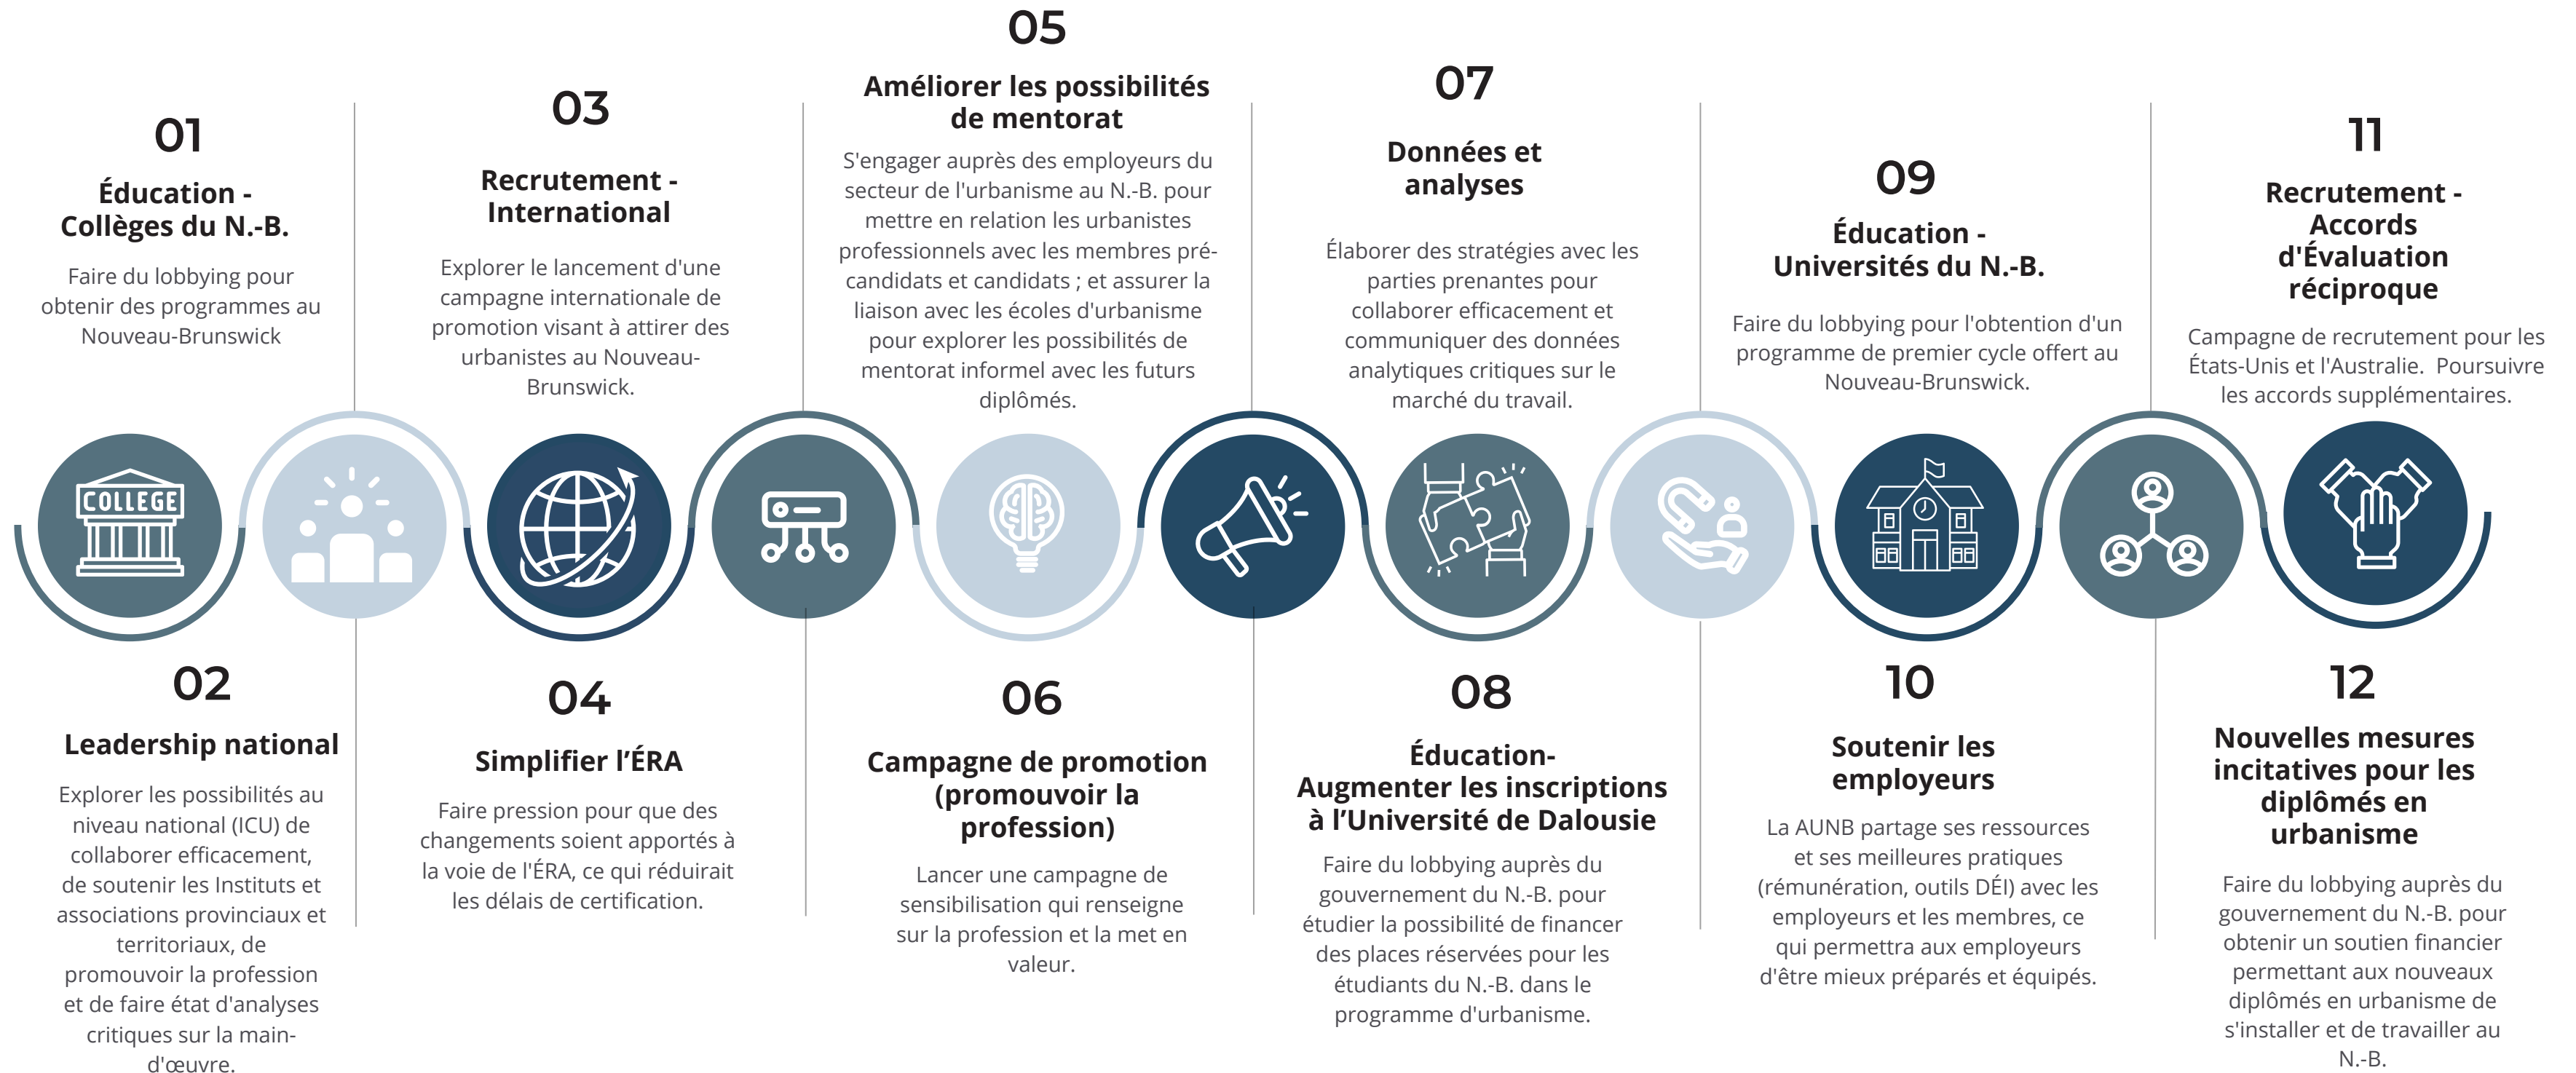 01
Éducation -
Collèges du N.-B.
Faire du lobbying pour
obtenir des programmes au
Nouveau-Brunswick
COLLEGE
02
Leadership national
Explorer les possibilités au
niveau national (ICU) de
collaborer efficacement,
de soutenir les Instituts et
associations provinciaux et
territoriaux, de
promouvoir la profession
et de faire état d'analyses
critiques sur la main-
d'œuvre.
03
Recrutement -
International
Explorer le lancement d'une
campagne internationale de
promotion visant à attirer des
urbanistes au Nouveau-
Brunswick.
04
Simplifier l’ÉRA
Faire pression pour que des
changements soient apportés à
la voie de l'ÉRA, ce qui réduirait
les délais de certification.
05
Améliorer les possibilités
de mentorat
S'engager auprès des employeurs du
secteur de l'urbanisme au N.-B. pour
mettre en relation les urbanistes
professionnels avec les membres pré-
candidats et candidats ; et assurer la
liaison avec les écoles d'urbanisme
pour explorer les possibilités de
mentorat informel avec les futurs
diplômés.
06
Campagne de promotion
(promouvoir la
profession)
Lancer une campagne de
sensibilisation qui renseigne
sur la profession et la met en
valeur.
07
Données et
analyses
Élaborer des stratégies avec les
parties prenantes pour
collaborer efficacement et
communiquer des données
analytiques critiques sur le
marché du travail.
08
Éducation-
Augmenter les inscriptions
à l’Université de Dalousie
Faire du lobbying auprès du
gouvernement du N.-B. pour
étudier la possibilité de financer
des places réservées pour les
étudiants du N.-B. dans le
programme d'urbanisme.
09
Éducation -
Universités du N.-B.
Faire du lobbying pour l'obtention d'un
programme de premier cycle offert au
Nouveau-Brunswick.
10
Soutenir les
employeurs
La AUNB partage ses ressources
et ses meilleures pratiques
(rémunération, outils DÉI) avec les
employeurs et les membres, ce
qui permettra aux employeurs
d'être mieux préparés et équipés.
11
Recrutement -
Accords
d'Évaluation
réciproque
Campagne de recrutement pour les
États-Unis et l'Australie.  Poursuivre
les accords supplémentaires.
12
Nouvelles mesures
incitatives pour les
diplômés en
urbanisme
Faire du lobbying auprès du
gouvernement du N.-B. pour
obtenir un soutien financier
permettant aux nouveaux
diplômés en urbanisme de
s'installer et de travailler au
N.-B.